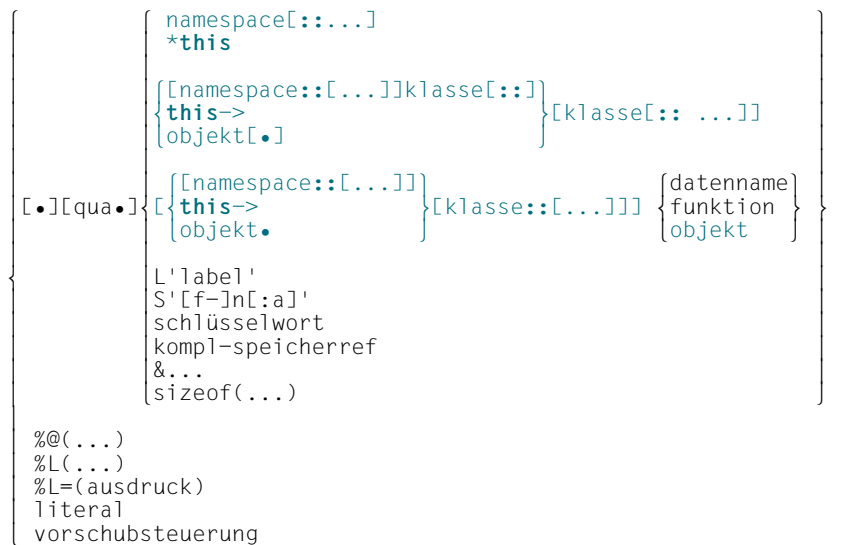 namespace[::...]
*this
[namespace::[...]]klasse[::]
this->
[klasse[:: ...]]
objekt[•]
[namespace::[...]]
datenname
[•][qua•] [ this-> [klasse::[...]]] funktion
objekt•
objekt
L'label'
S'[f-]n[:a]'
schlüsselwort
kompl-speicherref
&...
sizeof(...)
%@(...)
%L(...)
%L=(ausdruck)
literal
vorschubsteuerung